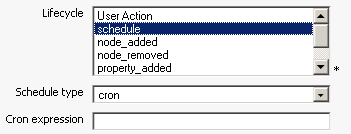 Lifecycle
User Action
schedule
node_added
node_removed
property_added
*
Schedule type
cron
Cron expression